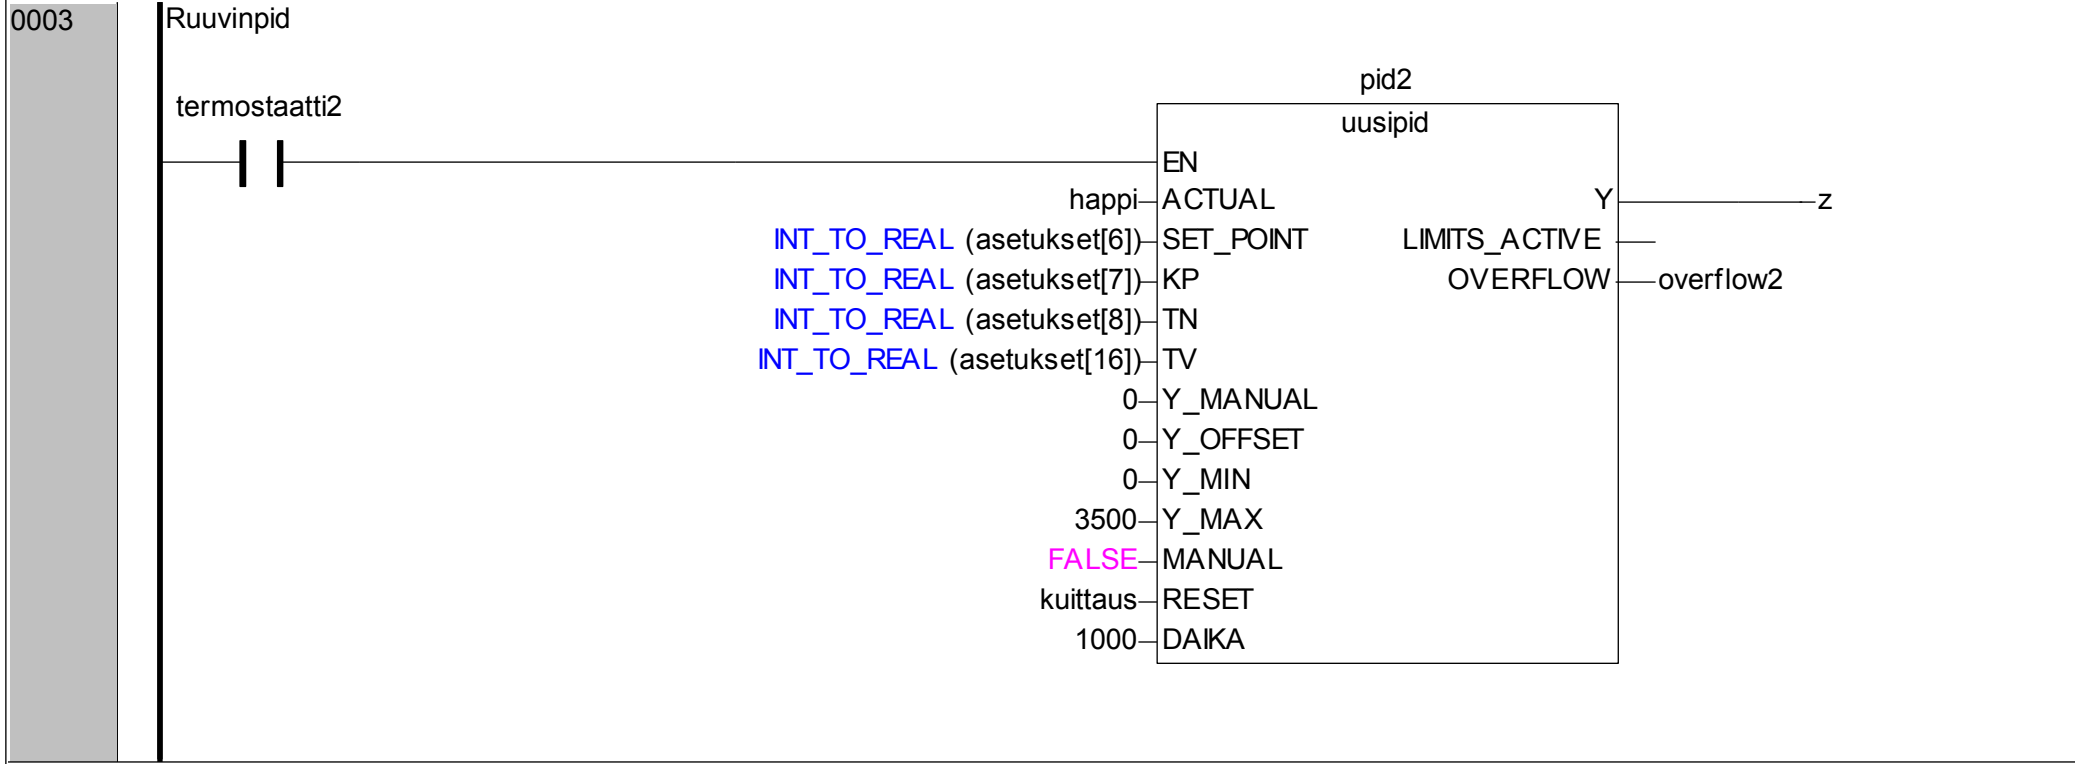 0003 Ruuvinpid
pid2
termostaatti2
uusipid
EN
happi ACTUAL Y z
INT_TO_REAL (asetukset[6]) SET_POINT LIMITS_ACTIVE
INT_TO_REAL (asetukset[7]) KP OVERFLOW overflow2
INT_TO_REAL (asetukset[8]) TN
INT_TO_REAL (asetukset[16]) TV
0 Y_MANUAL
0 Y_OFFSET
0 Y_MIN
3500 Y_MAX
FALSE MANUAL
kuittaus RESET
1000 DAIKA